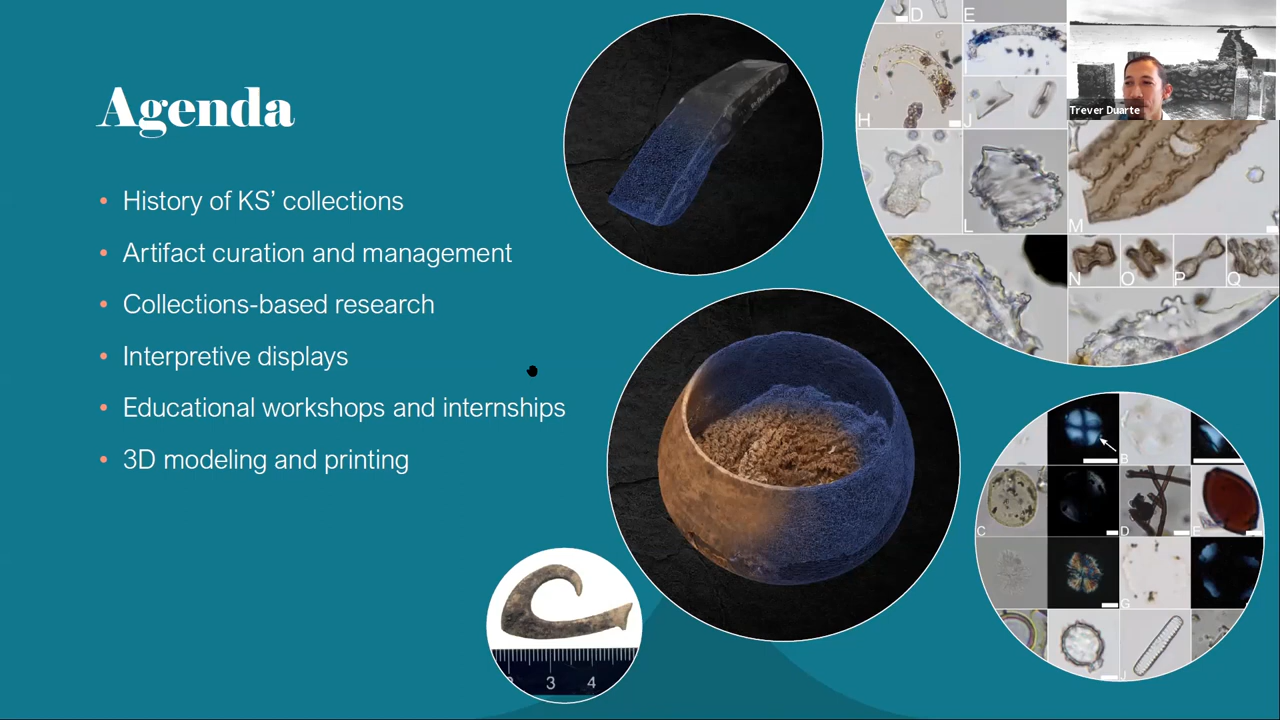 Agenda
• History of KS’ collections
• Artifact curation and management
• Collections-based research
• Interpretive displays
• Educational workshops and internships
• 3D modeling and printing
D
E
H
J
L
M
N
O
P
Q
Trever Duarte
B
C
D
E
G
J
3
4